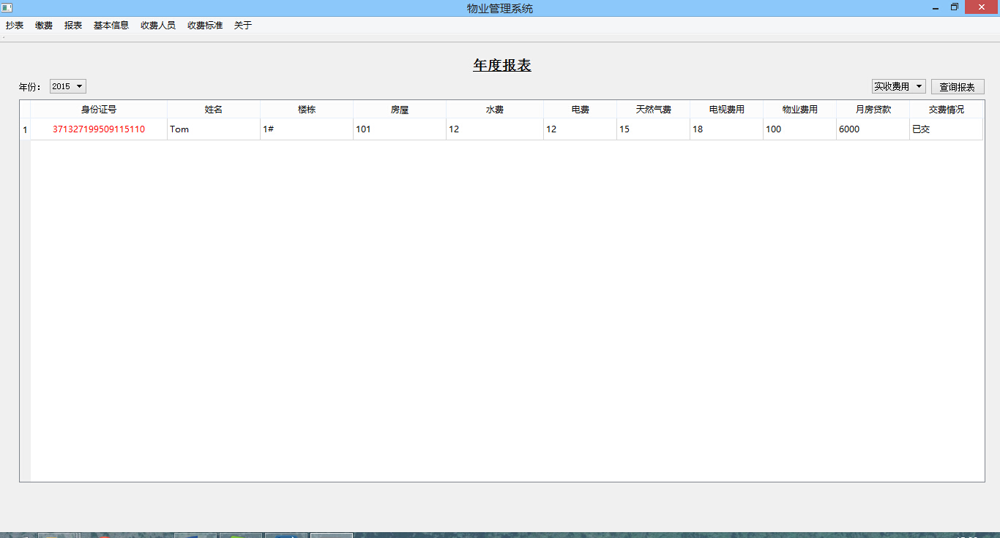 物业管理系统
抄表 缴费 报表 基本信息 收费人员 收费标准 关于
年度报表
年份： 2015 实收费用 查询报表
身份证号 姓名 楼栋 房屋 水费 电费 天然气费 电视费用 物业费用 月房贷款 交费情况
1 371327199509115110 Tom 1# 101 12 12 15 18 100 6000 已交